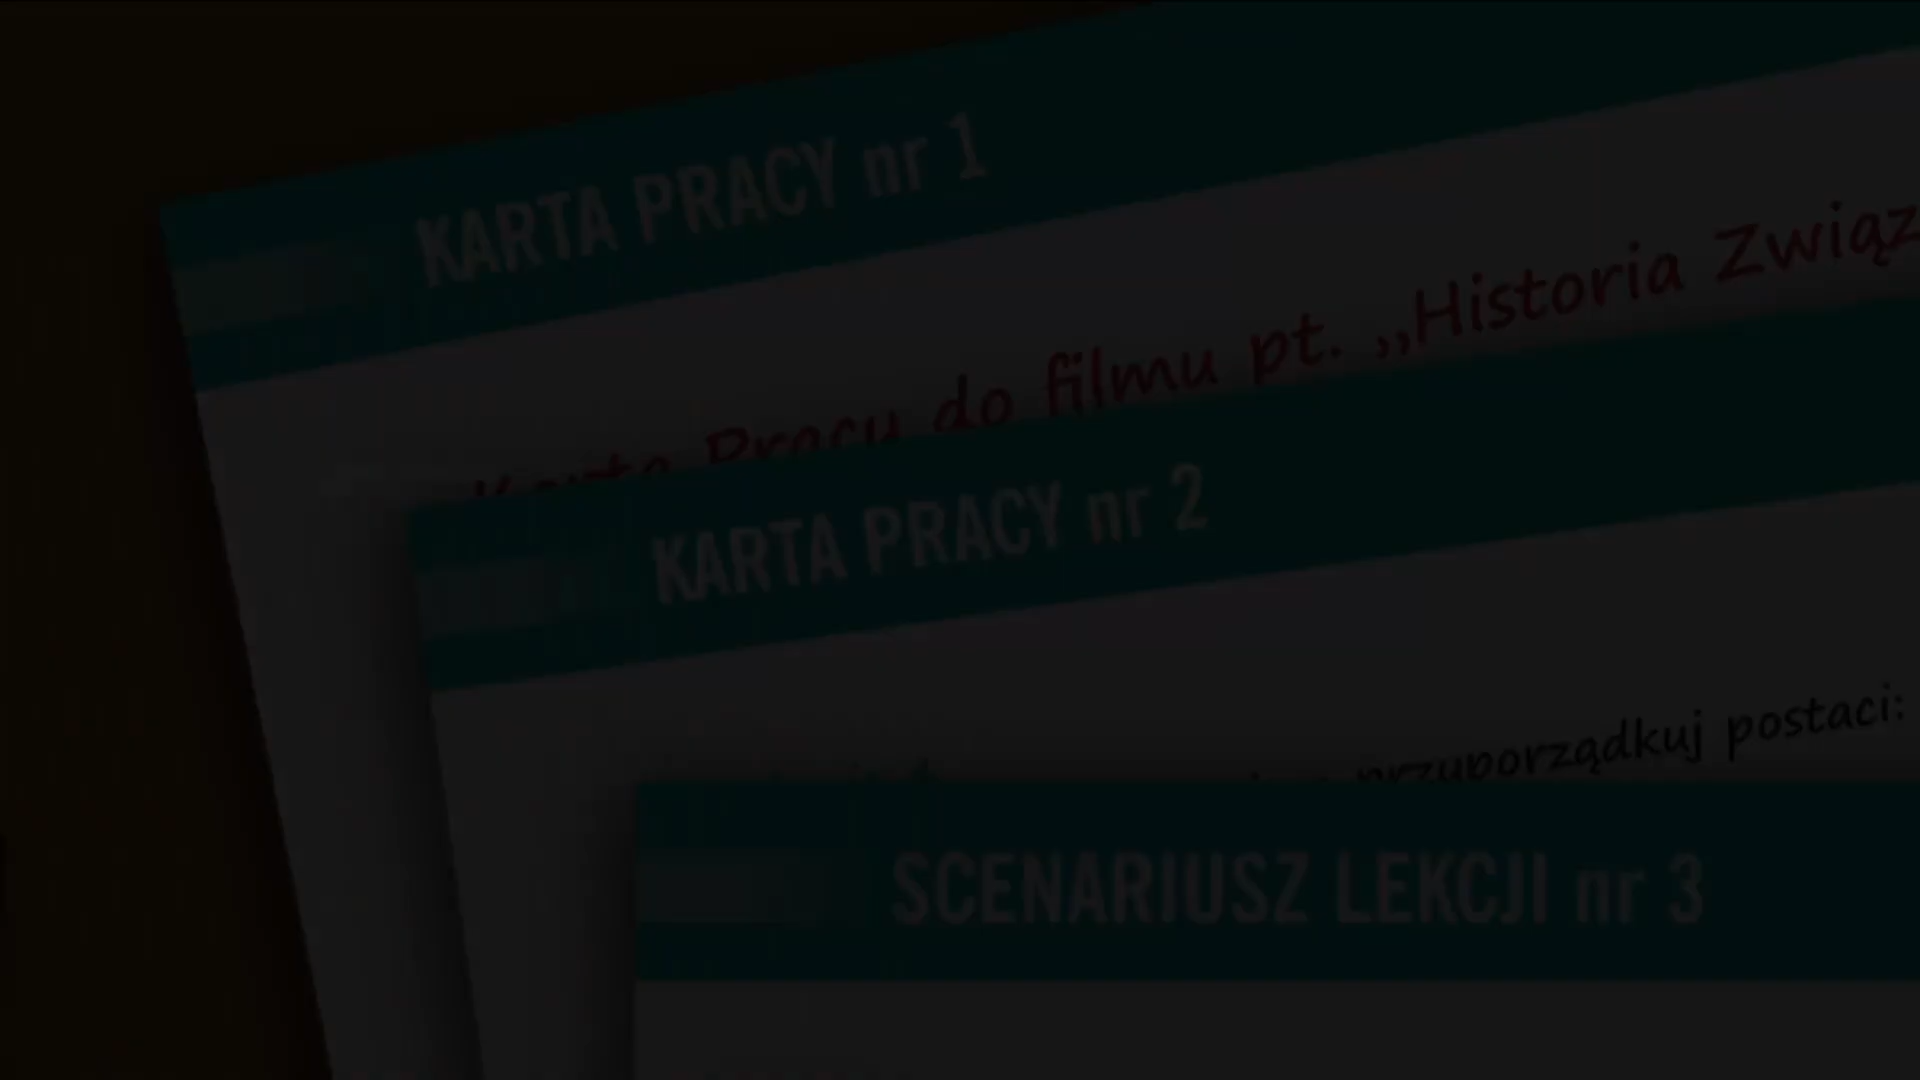 KARTA PRACY nr 1
Karta Pracy do filmu pt. ,,Historia
KARTA PRACY nr 2
przyporządkuj postaci:
SCENARIUSZ LEKCJI nr 3